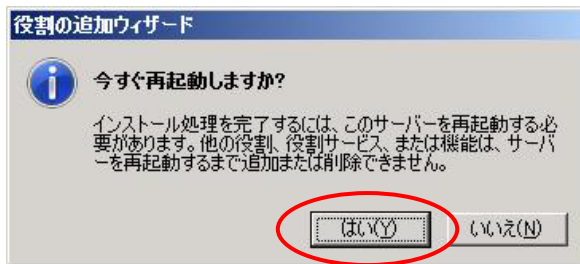 役割の追加ウィザード
今すぐ再起動しますか?
インストール処理を完了するには、このサーバーを再起動する必
要があります。他の役割、役割サービス、または機能は、サーバ
ーを再起動するまで追加または削除できません。
はい(Y) いいえ(N)